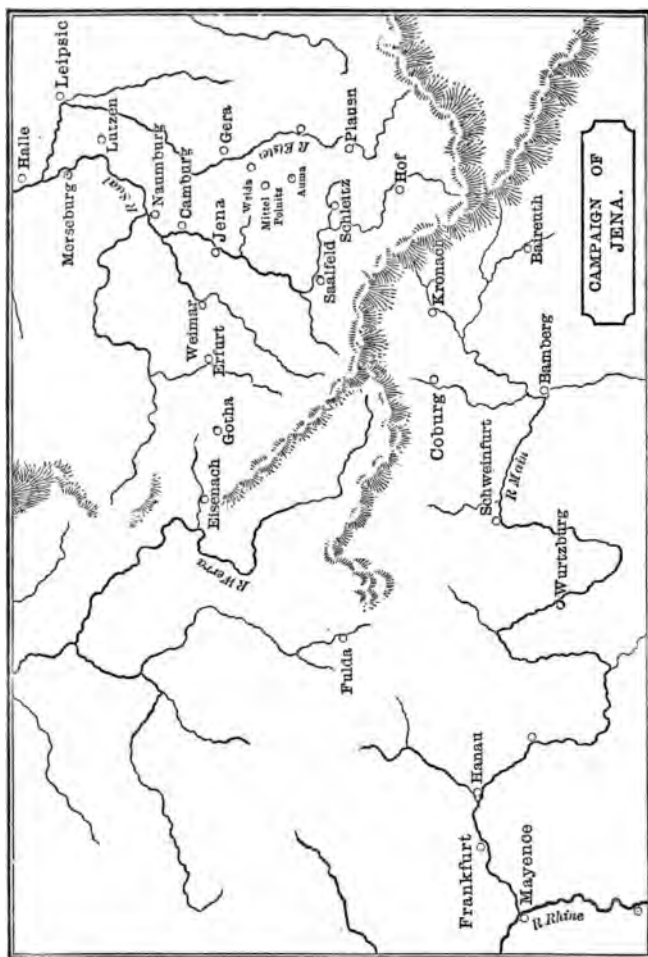 Halle
Leipsic
Lutzen
Morseburg
R Saal
Naumburg
Camburg
Gera
Jena
R Elster
Weida
Mittel
Polnitz
Auma
Plauen
Weimar
Erfurt
Gotha
Eisenach
Saalfeld
Schleitz
Hof
R Werra
Fulda
Coburg
Kronach
Baireuth
Schweinfurt
R Main
Bamberg
Wurtzburg
Hanau
Frankfurt
Mayence
R Rhine
CAMPAIGN OF
JENA.